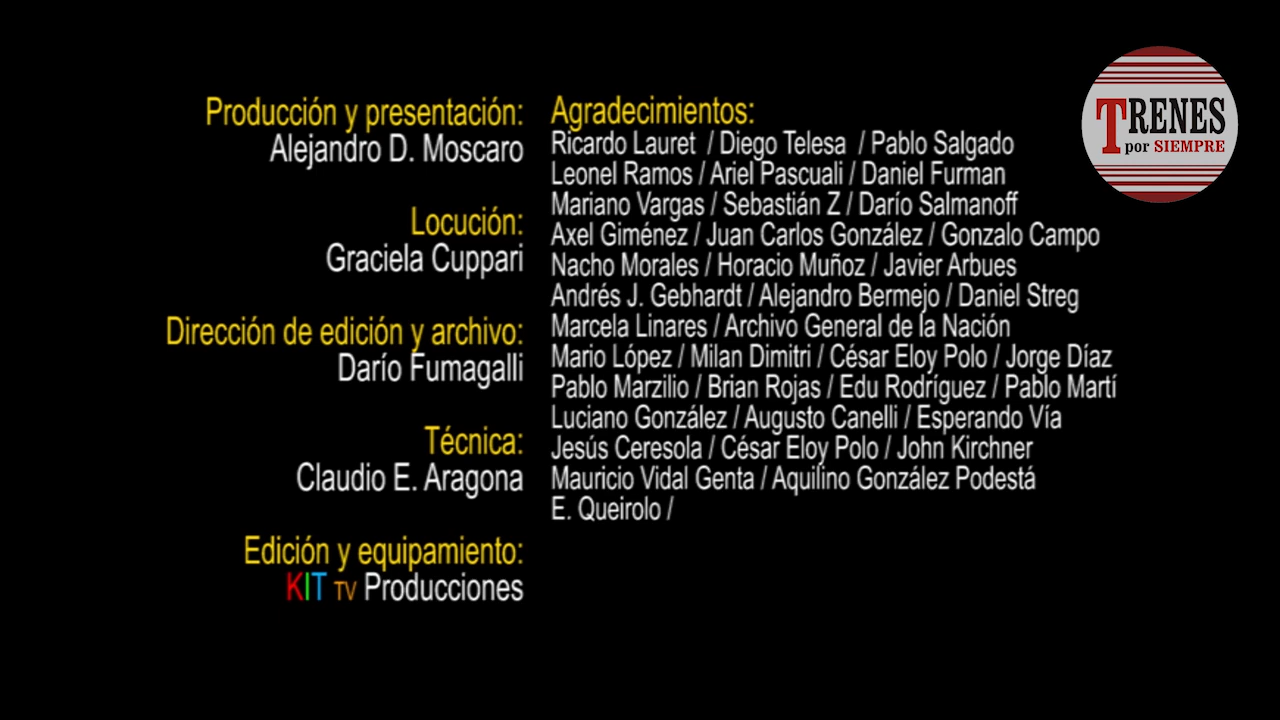 Producción y presentación:
Alejandro D. Moscaro
Locución:
Graciela Cuppari
Dirección de edición y archivo:
Darío Fumagalli
Técnica:
Claudio E. Aragona
Edición y equipamiento:
KIT TV Producciones
Agradecimientos:
Ricardo Lauret / Diego Telesa / Pablo Salgado
Leonel Ramos / Ariel Pascuali / Daniel Furman
Mariano Vargas / Sebastián Z / Darío Salmanoff
Axel Giménez / Juan Carlos González / Gonzalo Campo
Nacho Morales / Horacio Muñoz / Javier Arbues
Andrés J. Gebhardt / Alejandro Bermejo / Daniel Streg
Marcela Linares / Archivo General de la Nación
Mario López / Milan Dimitri / César Eloy Polo / Jorge Díaz
Pablo Marzilio / Brian Rojas / Edu Rodríguez / Pablo Martí
Luciano González / Augusto Canelli / Esperando Vía
Jesús Ceresola / César Eloy Polo / John Kirchner
Mauricio Vidal Genta / Aquilino González Podestá
E. Queirolo /
TRENES
por SIEMPRE